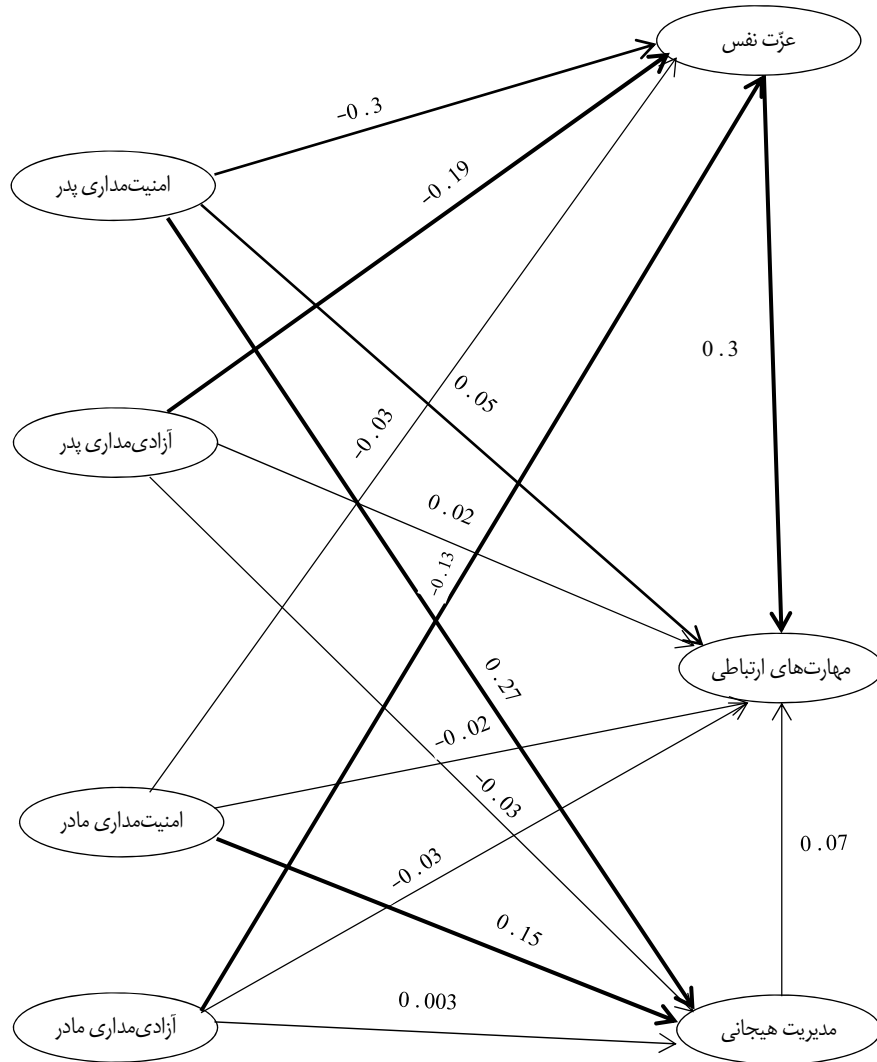 عزّت نفس
-0.3
امنیت‌مداری پدر
-0.19
0.3
0.05
-0.03
آزادی‌مداری پدر
0.02
-0.13
0.27
مهارت‌های ارتباطی
-0.02
-0.03
امنیت‌مداری مادر
0.07
-0.03
0.15
0.003
آزادی‌مداری مادر
مدیریت هیجانی